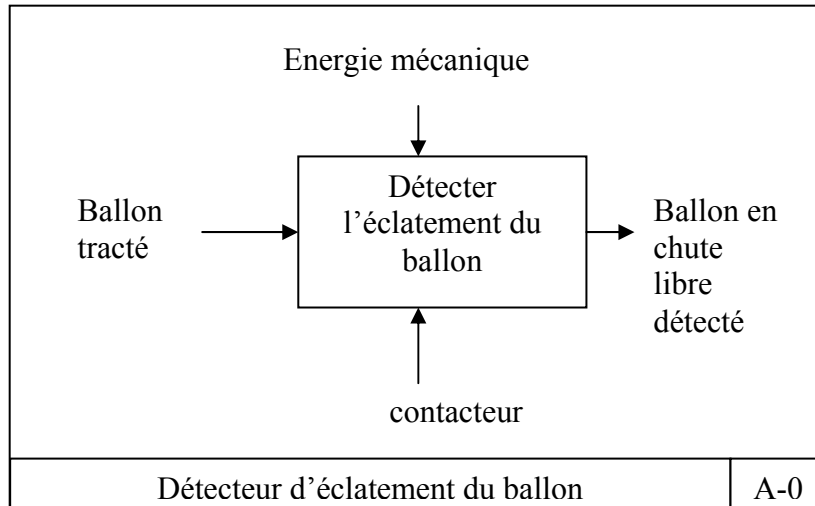 Energie mécanique
Détecter
l’éclatement du
ballon
Ballon
tracté
Ballon en
chute
libre
détecté
contacteur
Détecteur d’éclatement du ballon
A-0